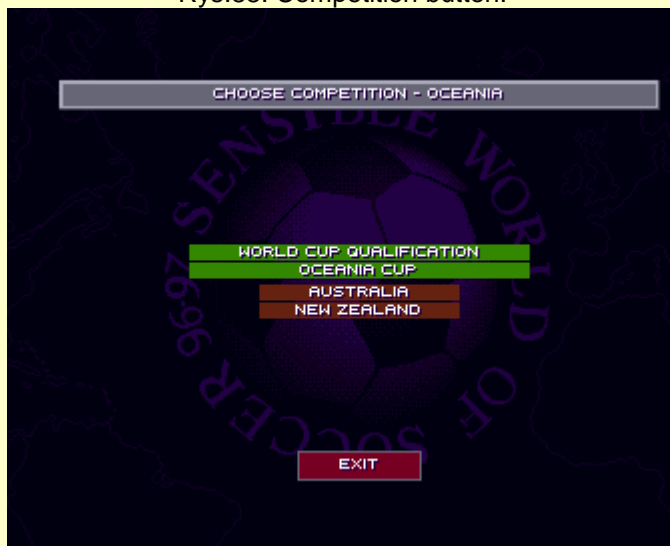 CHOOSE COMPETITION - OCEANIA
WORLD CUP QUALIFICATION
OCEANIA CUP
AUSTRALIA
NEW ZEALAND
SENSIBLE WORLD OF SOCCER 96-97
EXIT